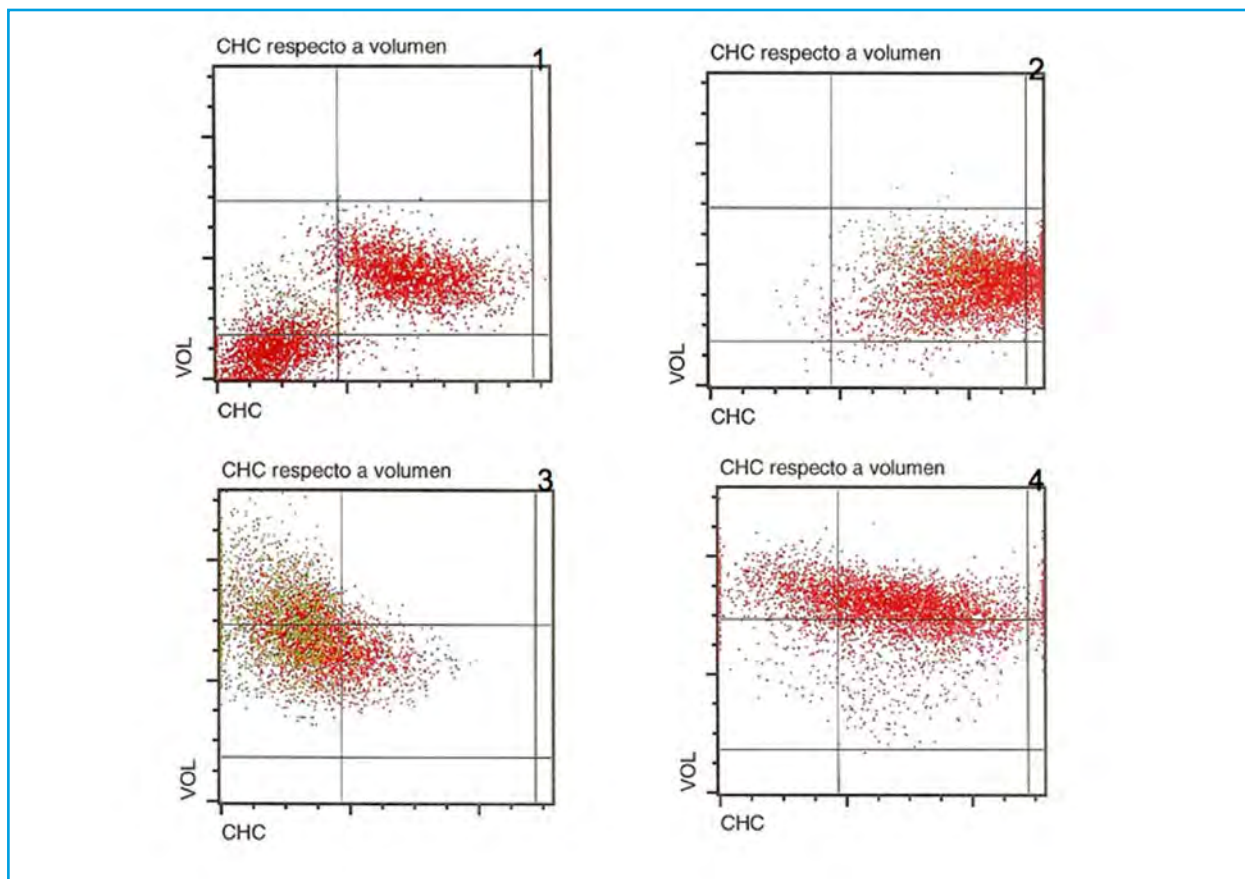 CHC respecto a volumen
1
VOL
CHC
CHC respecto a volumen
2
VOL
CHC
CHC respecto a volumen
3
VOL
CHC
CHC respecto a volumen
4
VOL
CHC